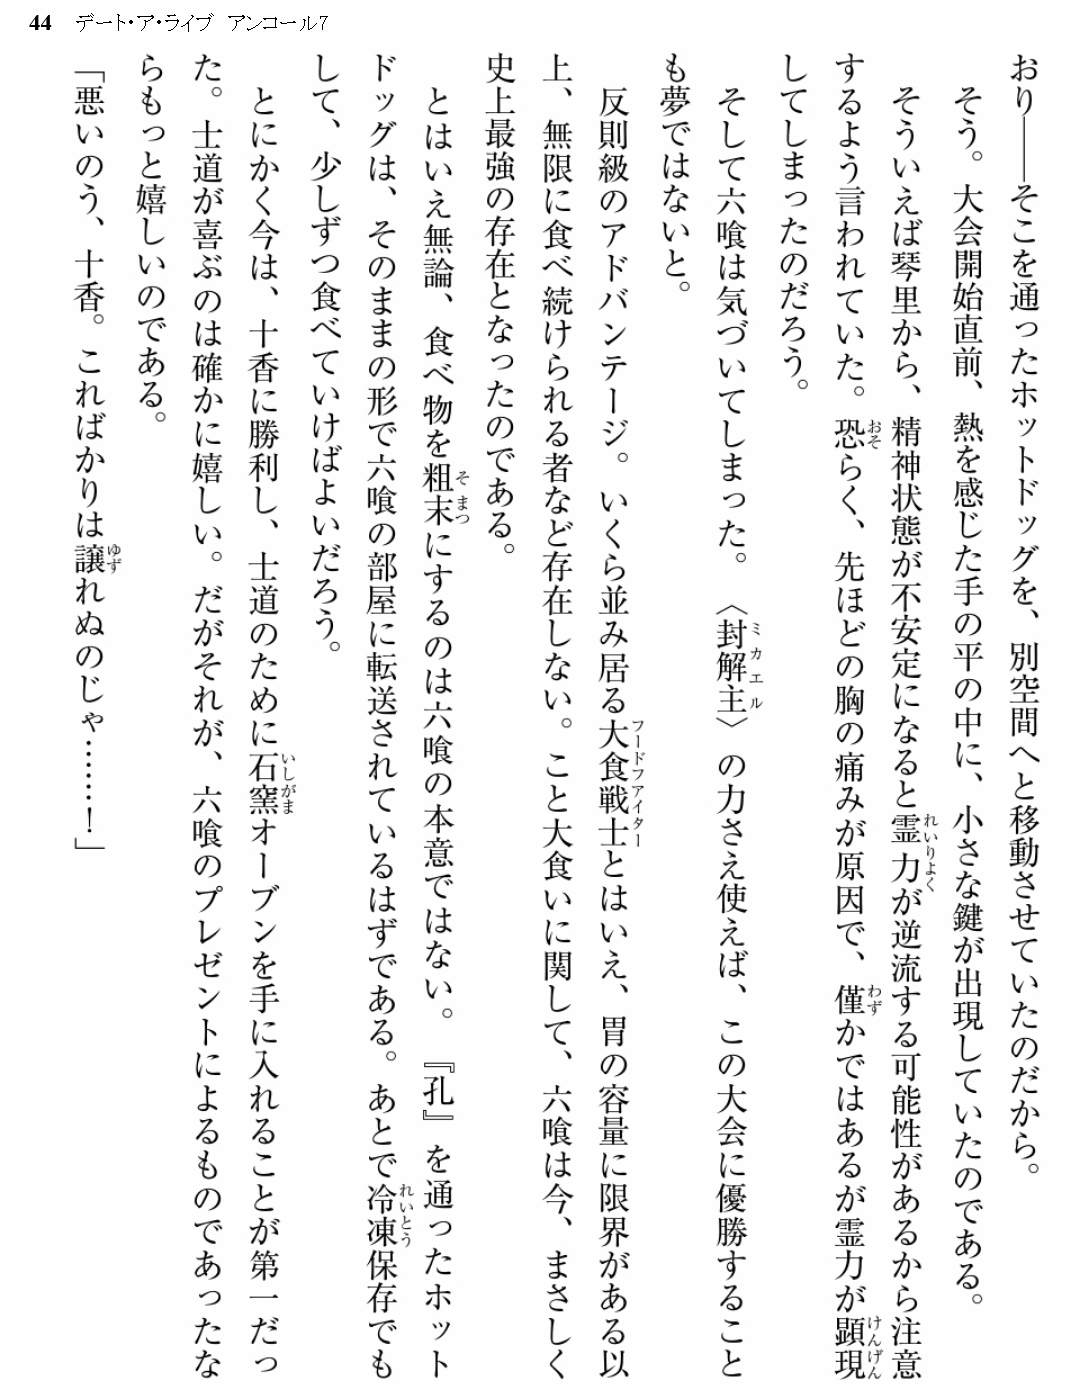 44 デート・ア・ライブ アンコール7
おり――そこを通ったホットドッグを、別空間へと移動させていたのだから。
そう。大会開始直前、熱を感じた手の平の中に、小さな鍵が出現していたのである。
そういえば琴里から、精神状態が不安定になると霊力が逆流する可能性があるから注意
するよう言われていた。恐らく、先ほどの胸の痛みが原因で、僅かではあるが霊力が顕現
してしまったのだろう。
そして六喰は気づいてしまった。〈封解主〉の力さえ使えば、この大会に優勝すること
も夢ではないと。
反則級のアドバンテージ。いくら並み居る大食戦士とはいえ、胃の容量に限界がある以
上、無限に食べ続けられる者など存在しない。こと大食いに関して、六喰は今、まさしく
史上最強の存在となったのである。
とはいえ無論、食べ物を粗末にするのは六喰の本意ではない。『孔』を通ったホット
ドッグは、そのままの形で六喰の部屋に転送されているはずである。あとで冷凍保存でも
して、少しずつ食べていけばよいだろう。
とにかく今は、十香に勝利し、士道のために石窯オーブンを手に入れることが第一だっ
た。士道が喜ぶのは確かに嬉しい。だがそれが、六喰のプレゼントによるものであったな
らもっと嬉しいのである。
「悪いのう、十香。こればかりは譲れぬのじゃ……！」